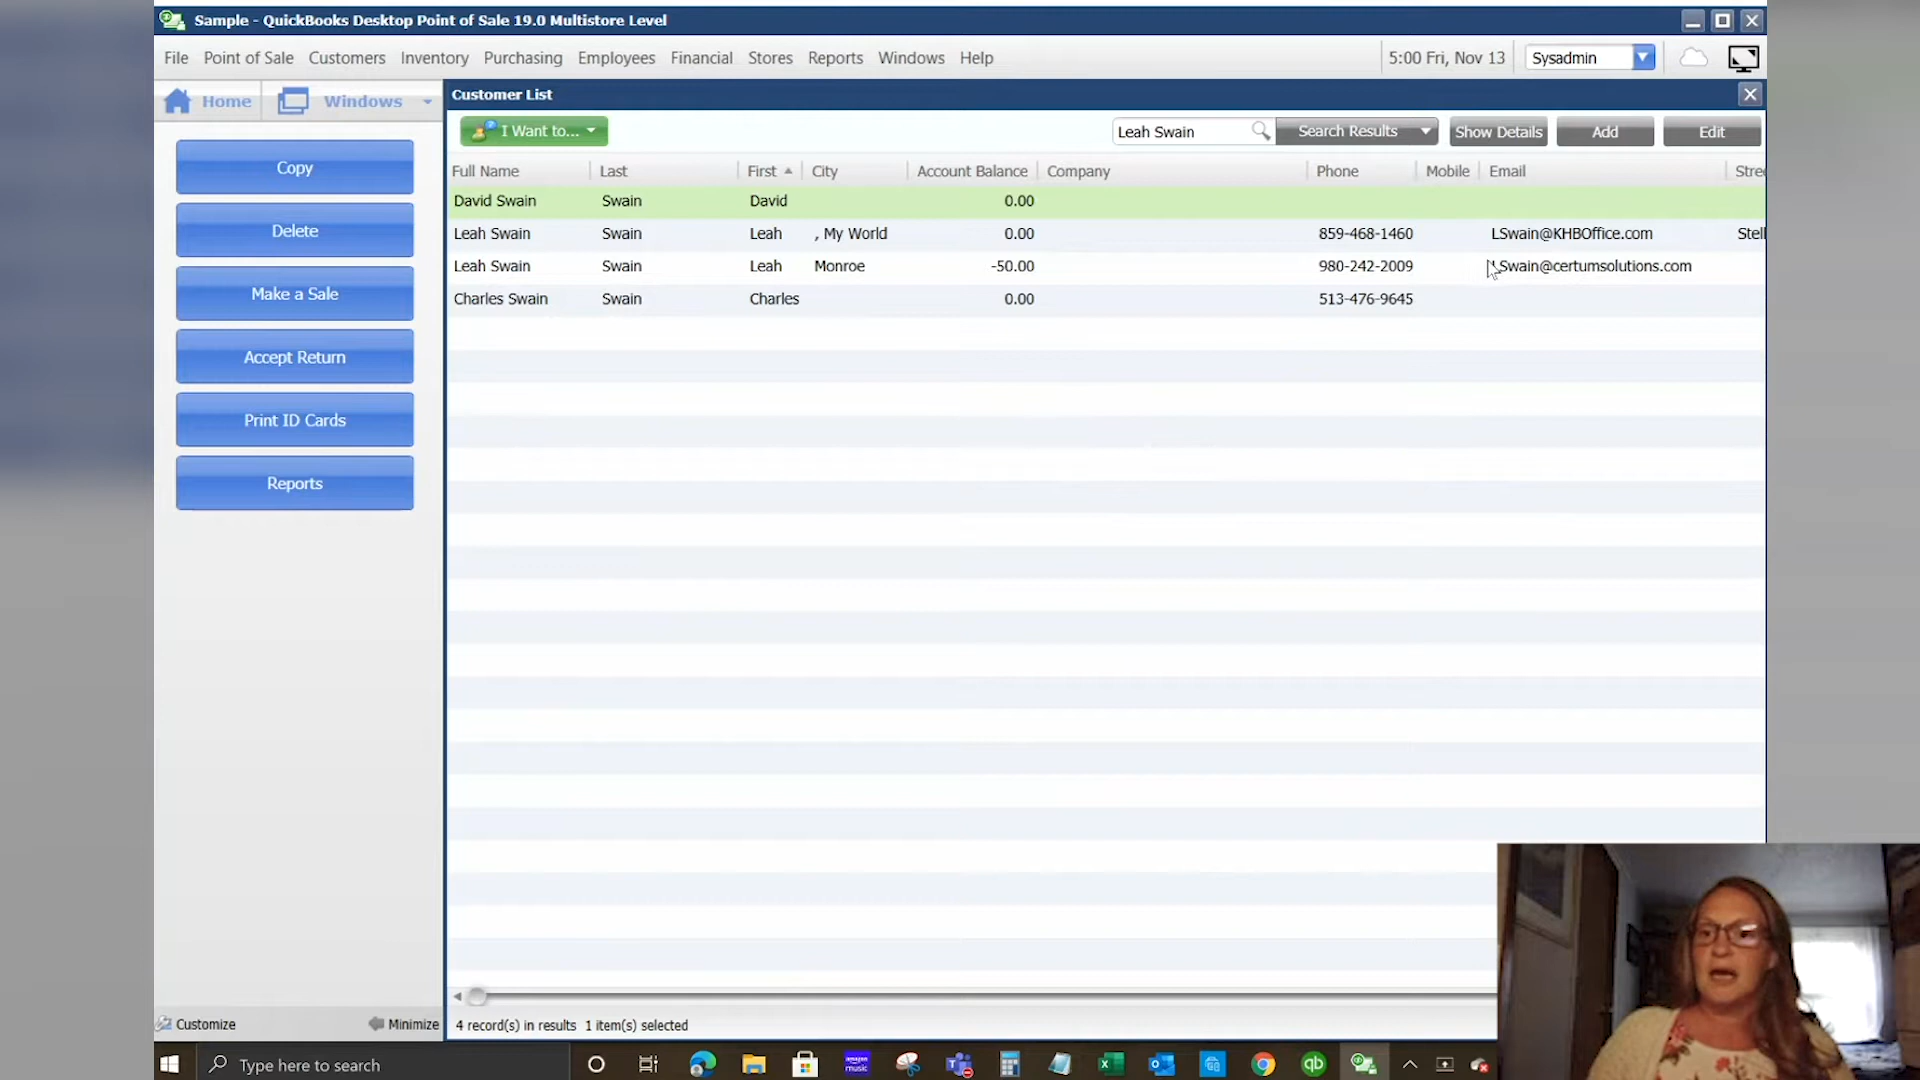 Sample - QuickBooks Desktop Point of Sale 19.0 Multistore Level
File Point of Sale Customers Inventory Purchasing Employees Financial Stores Reports Windows Help 5:00 Fri, Nov 13 Sysadmin
Home Windows
Customer List
I Want to... Leah Swain Search Results Show Details Add Edit
Copy
Delete
Make a Sale
Accept Return
Print ID Cards
Reports
Full Name Last First City Account Balance Company Phone Mobile Email Stree
David Swain Swain David 0.00
Leah Swain Swain Leah , My World 0.00 859-468-1460 LSwain@KHBOffice.com Stell
Leah Swain Swain Leah Monroe -50.00 980-242-2009 LSwain@certumsolutions.com
Charles Swain Swain Charles 0.00 513-476-9645
Customize Minimize
4 record(s) in results 1 item(s) selected
Type here to search
amazon music
qb